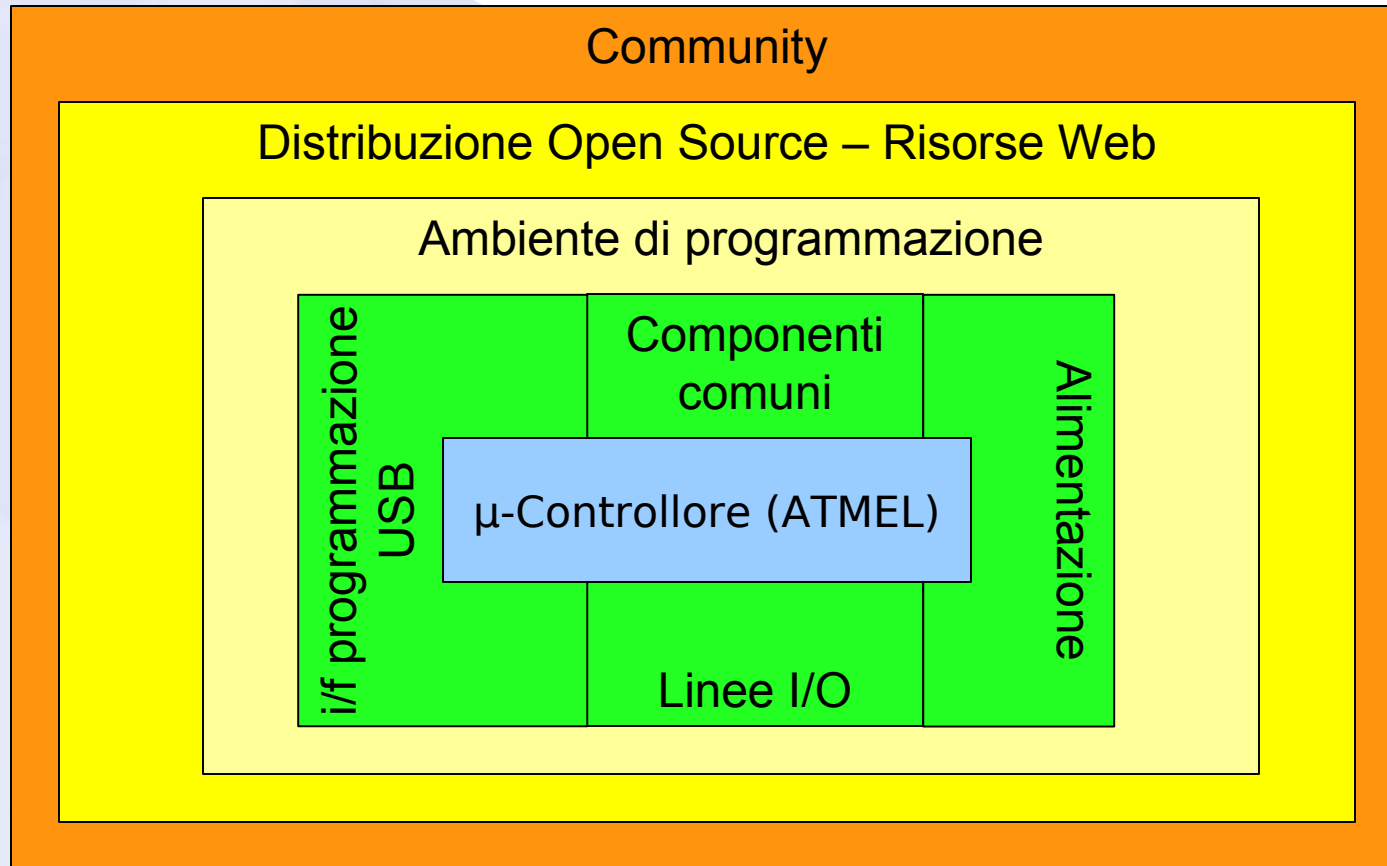 Community
Distribuzione Open Source – Risorse Web
Ambiente di programmazione
i/f programmazione
USB
Componenti
comuni
Alimentazione
µ-Controllore (ATMEL)
Linee I/O